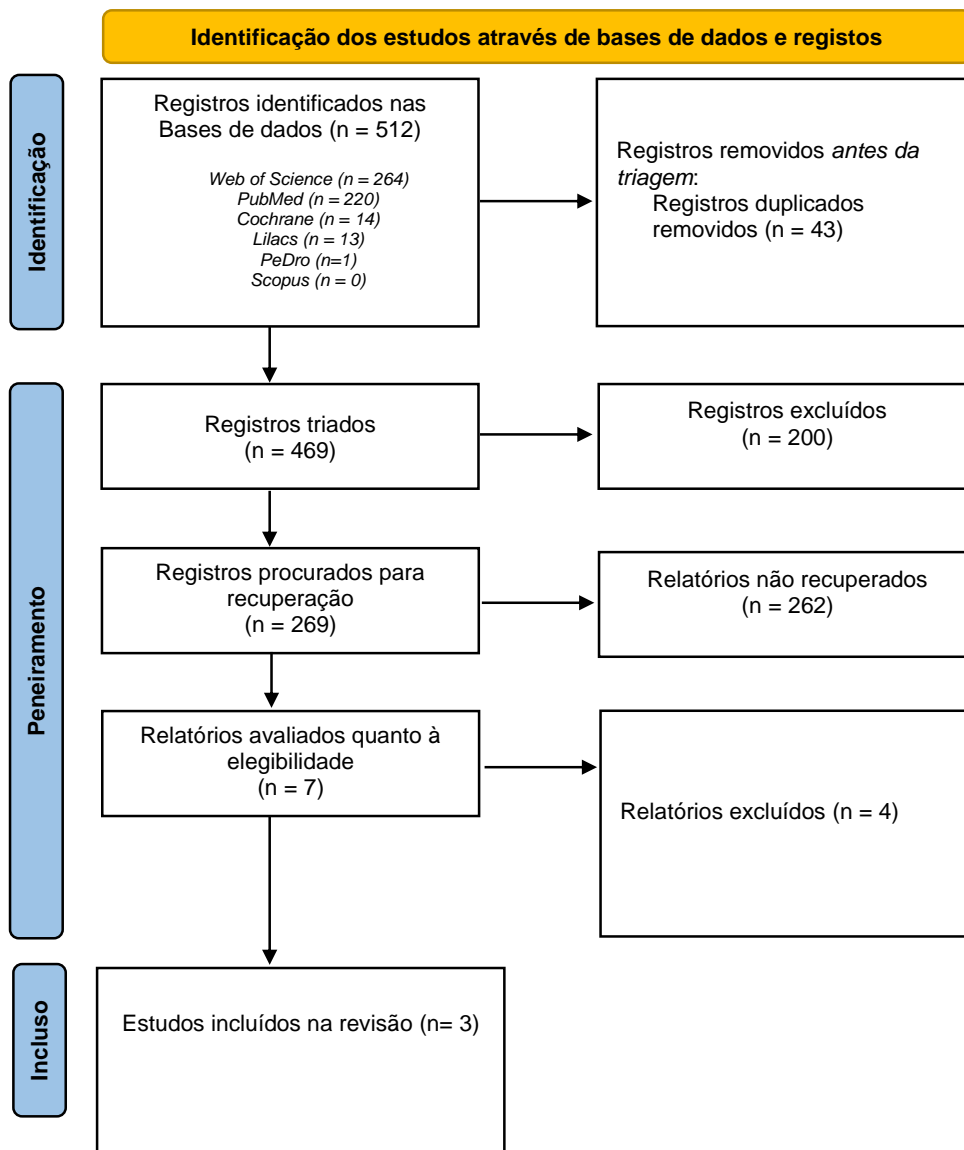 Identificação dos estudos através de bases de dados e registos
Identificação
Registros identificados nas
Bases de dados (n = 512)
Web of Science (n = 264)
PubMed (n = 220)
Cochrane (n = 14)
Lilacs (n = 13)
PeDro (n=1)
Scopus (n = 0)
Registros removidos antes da
triagem:
Registros duplicados
removidos (n = 43)
Peneiramento
Registros triados
(n = 469)
Registros excluídos
(n = 200)
Registros procurados para
recuperação
(n = 269)
Relatórios não recuperados
(n = 262)
Relatórios avaliados quanto à
elegibilidade
(n = 7)
Relatórios excluídos (n = 4)
Incluso
Estudos incluídos na revisão (n= 3)